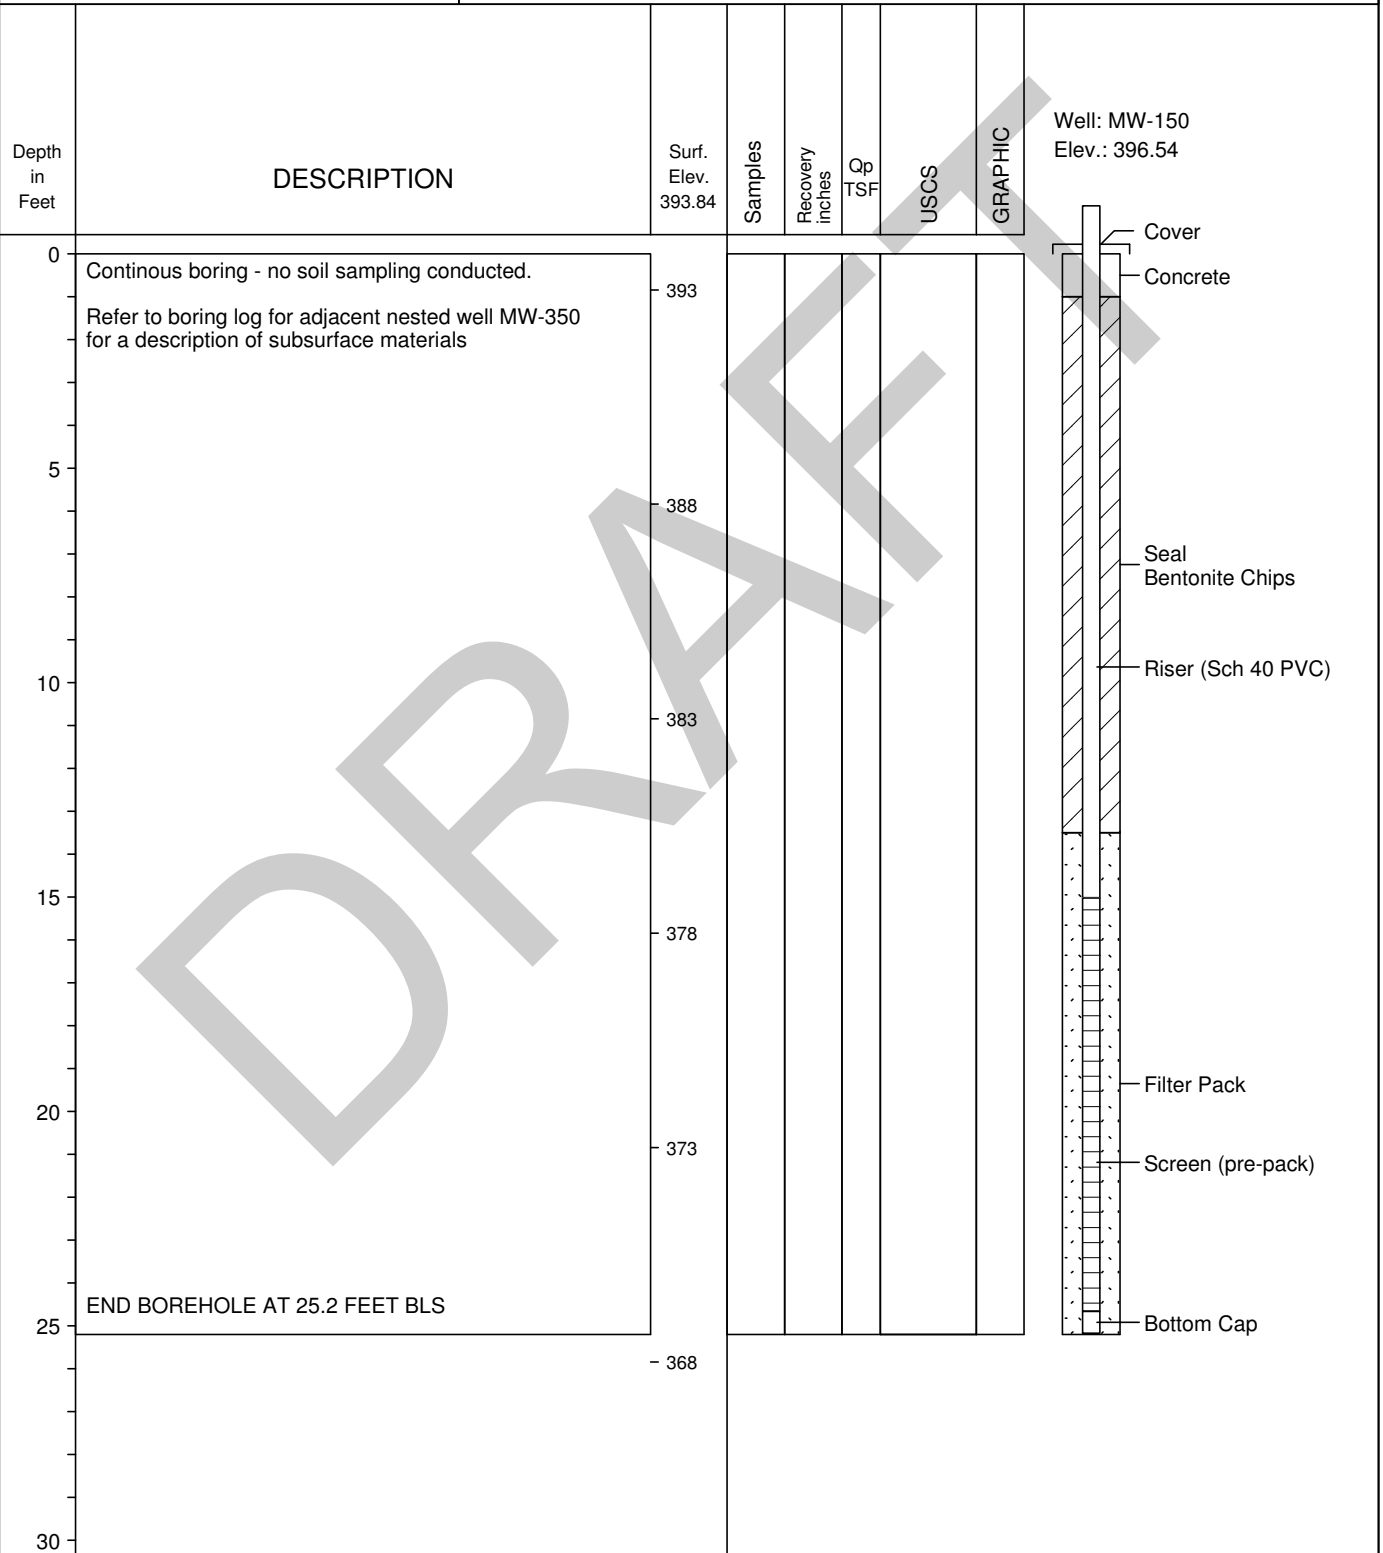 Depth
in
Feet
DESCRIPTION
Surf.
Elev.
393.84
Samples
Recovery
inches
Qp
TSF
USCS
GRAPHIC
Well: MW-150
Elev.: 396.54
Cover
Concrete
0
Continous boring - no soil sampling conducted.
393
Refer to boring log for adjacent nested well MW-350
for a description of subsurface materials
5
388
Seal
Bentonite Chips
Riser (Sch 40 PVC)
10
383
15
378
Filter Pack
20
373
Screen (pre-pack)
END BOREHOLE AT 25.2 FEET BLS
25
Bottom Cap
368
30
DRAFT